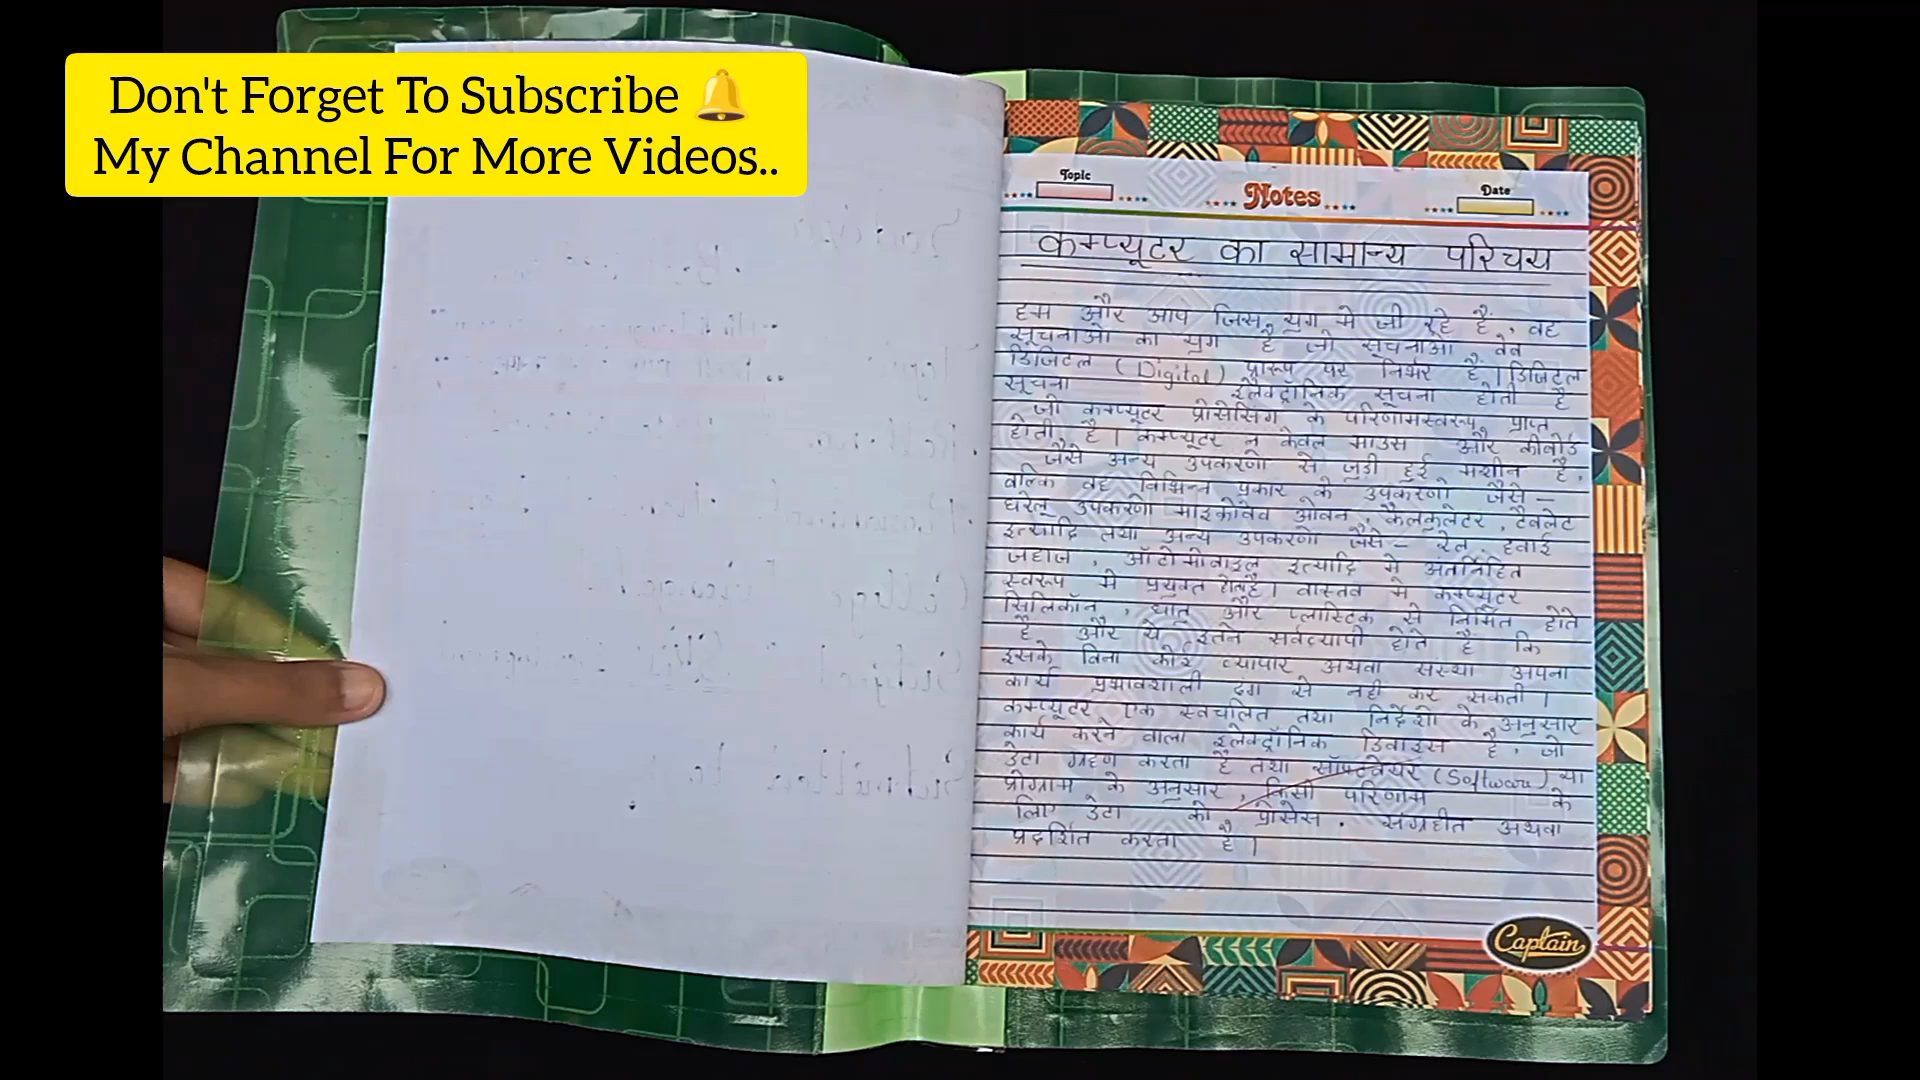 Don't Forget To Subscribe 🔔
My Channel For More Videos..
Topic
Notes
Date
कम्प्यूटर का सामान्य परिचय
हम और आप जिस युग मे जी रहे हैं, वह
सूचनाओ का युग है जो सूचनाओ वेब
डिजिटल (Digital) प्रारूप पर निर्भर है। डिजिटल
सूचना इलैक्ट्रॉनिक सूचना होती है
जो कम्प्यूटर प्रोसेसिंग के परिणामस्वरूप प्राप्त
होती है। कम्प्यूटर न केवल माउस और कीबोर्ड
जैसे अन्य उपकरणो से जुड़ी हुई मशीन है,
बल्कि वह विभिन्न प्रकार के उपकरणो जैसे –
घरेलू उपकरणो माइक्रोवेव ओवन, कैलकुलेटर, टैबलेट
इत्यादि तथा अन्य उपकरणो जैसे – रेल, हवाई
जहाज, ऑटोमोबाइल इत्यादि मे अंतर्निहित
स्वरूप मे प्रयुक्त होताहै। वास्तव मे कम्प्यूटर
सिलिकॉन, धातु और प्लास्टिक से निर्मित होते
है और ये इतने सर्वव्यापी होते है कि
इसके बिना कोई व्यापार अथवा संस्था अपना
कार्य प्रभावशाली ढंग से नही कर सकती।
कम्प्यूटर एक स्वचलित तथा निर्देशो के अनुसार
कार्य करने वाला इलेक्ट्रॉनिक डिवाइस है, जो
डेटा ग्रहण करता है तथा सॉफ्टवेयर (Software) या
प्रोग्राम के अनुसार, किसी परिणाम के
लिए डेटा को प्रोसेस, संग्रहीत अथवा
प्रदर्शित करता है।
Captain